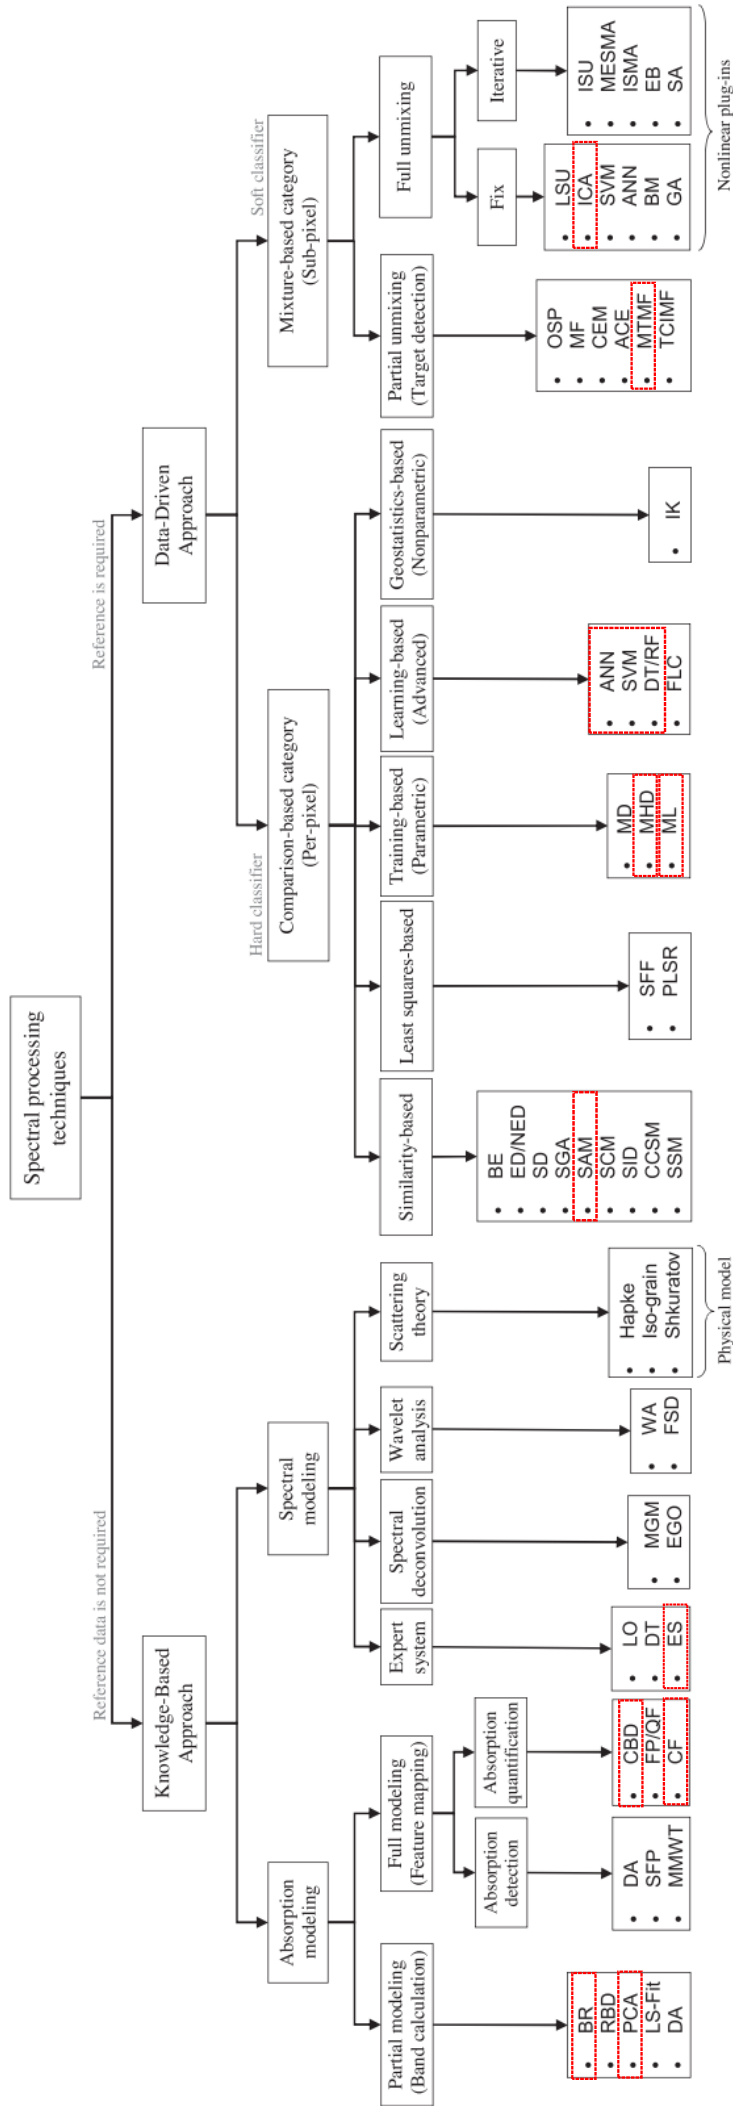 Spectral processing
techniques
Reference data is not required
Reference is required
Knowledge-Based
Approach
Data-Driven
Approach
Hard classifier
Soft classifier
Absorption
modeling
Spectral
modeling
Comparison-based category
(Per-pixel)
Mixture-based category
(Sub-pixel)
Partial modeling
(Band calculation)
Full modeling
(Feature mapping)
Expert
system
Spectral
deconvolution
Wavelet
analysis
Scattering
theory
Similarity-based
Least squares-based
Training-based
(Parametric)
Learning-based
(Advanced)
Geostatistics-based
(Nonparametric)
Partial unmixing
(Target detection)
Full unmixing
Absorption
detection
Absorption
quantification
Fix
Iterative
• BR
• RBD
• PCA
• LS-Fit
• DA
• DA
• SFP
• MMWT
• CBD
• FP/QF
• CF
• LO
• DT
• ES
• MGM
• EGO
• WA
• FSD
• Hapke
• Iso-grain
• Shkuratov
Physical model
• BE
• ED/NED
• SD
• SGA
• SAM
• SCM
• SID
• CCSM
• SSM
• SFF
• PLSR
• MD
• MHD
• ML
• ANN
• SVM
• DT/RF
• FLC
• IK
• OSP
• MF
• CEM
• ACE
• MTMF
• TCIMF
• LSU
• ICA
• SVM
• ANN
• BM
• GA
• ISU
• MESMA
• ISMA
• EB
• SA
Nonlinear plug-ins